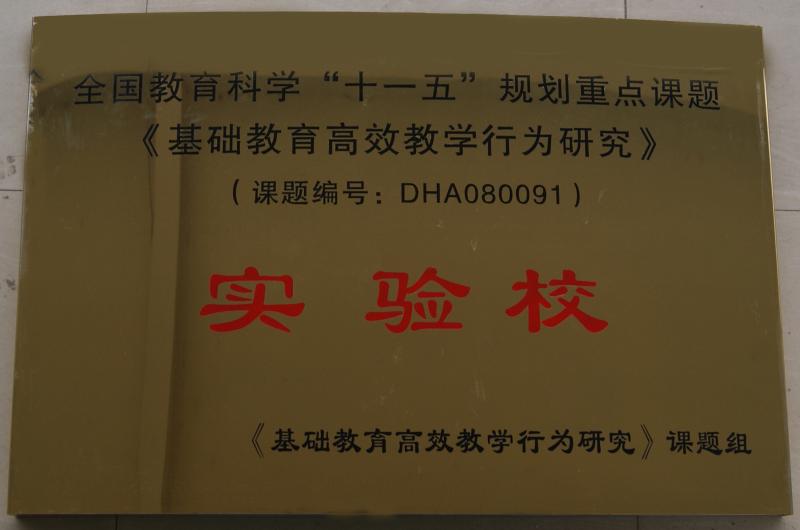 全国教育科学“十一五”规划重点课题
《基础教育高效教学行为研究》
(课题编号：DHA080091)
实验校
《基础教育高效教学行为研究》课题组